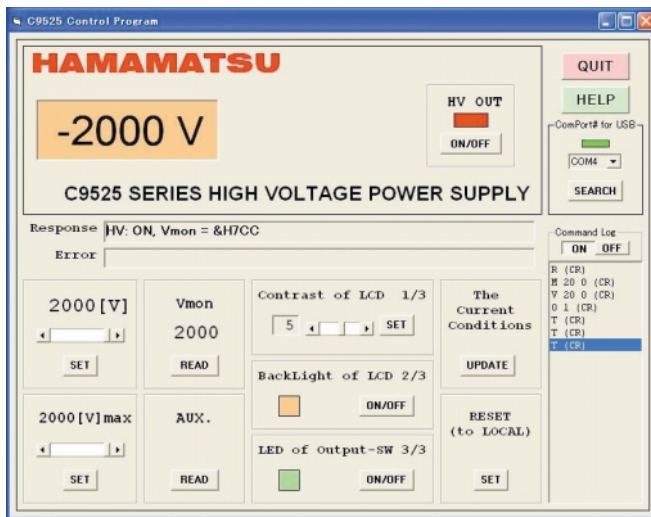 C9525 Control Program
HAMAMATSU
-2000 V
HV OUT
ON/OFF
C9525 SERIES HIGH VOLTAGE POWER SUPPLY
QUIT
HELP
ComPort# for USB
COM4
SEARCH
Response HV: ON, Vmon = &H7CC
Error
Command Log
ON OFF
R (CR)
M 20 0 (CR)
V 20 0 (CR)
O 1 (CR)
T (CR)
T (CR)
T (CR)
2000[V]
SET
Vmon
2000
READ
Contrast of LCD 1/3
5 SET
The
Current
Conditions
UPDATE
BackLight of LCD 2/3
ON/OFF
2000[V]max
SET
AUX.
READ
LED of Output-SW 3/3
ON/OFF
RESET
(to LOCAL)
SET